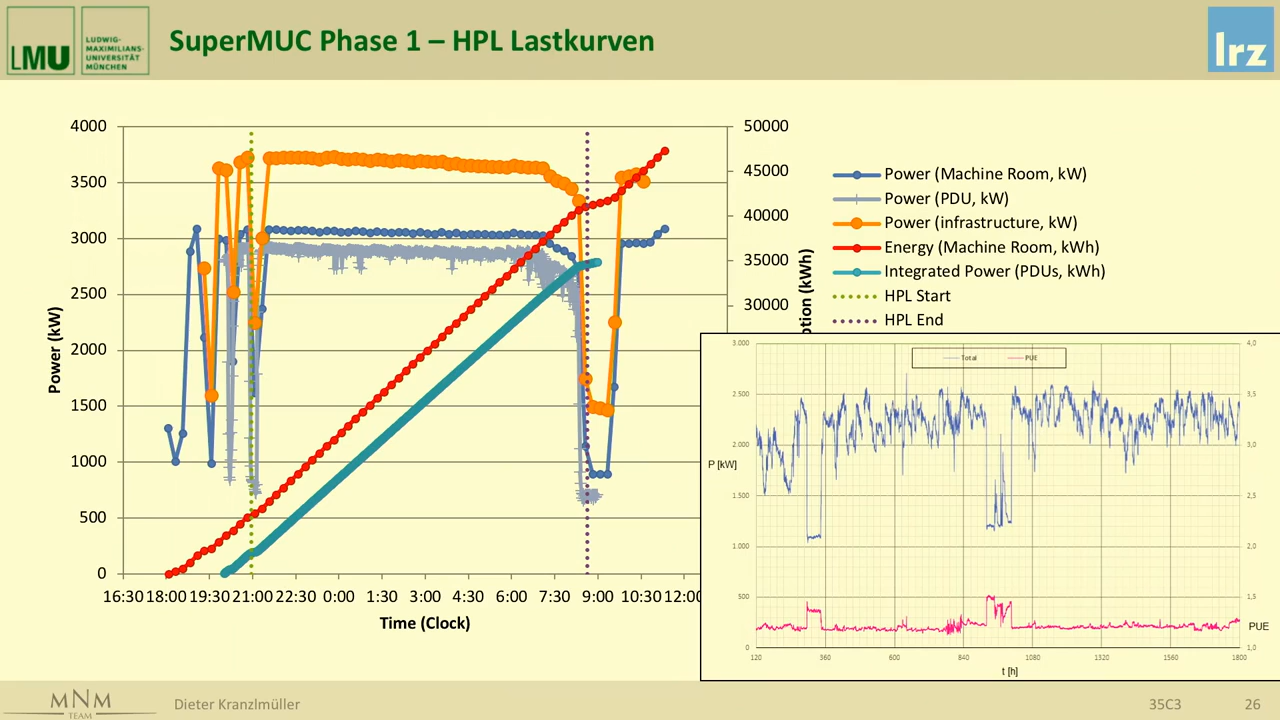 LMU
LUDWIG-
MAXIMILIANS-
UNIVERSITÄT
MÜNCHEN
SuperMUC Phase 1 – HPL Lastkurven
lrz
4000
3500
3000
2500
2000
1500
1000
500
0
Power (kW)
16:30 18:00 19:30 21:00 22:30 0:00 1:30 3:00 4:30 6:00 7:30 9:00 10:30 12:00
Time (Clock)
50000
45000
40000
35000
30000
ption (kWh)
Power (Machine Room, kW)
Power (PDU, kW)
Power (infrastructure, kW)
Energy (Machine Room, kWh)
Integrated Power (PDUs, kWh)
HPL Start
HPL End
Total PUE
3.000
2.500
2.000
1.500
1.000
500
0
P [kW]
4,0
3,5
3,0
2,5
2,0
1,5
1,0
PUE
120 360 600 840 1080 1320 1560 1800
t [h]
MNM
TEAM
Dieter Kranzlmüller
35C3
26